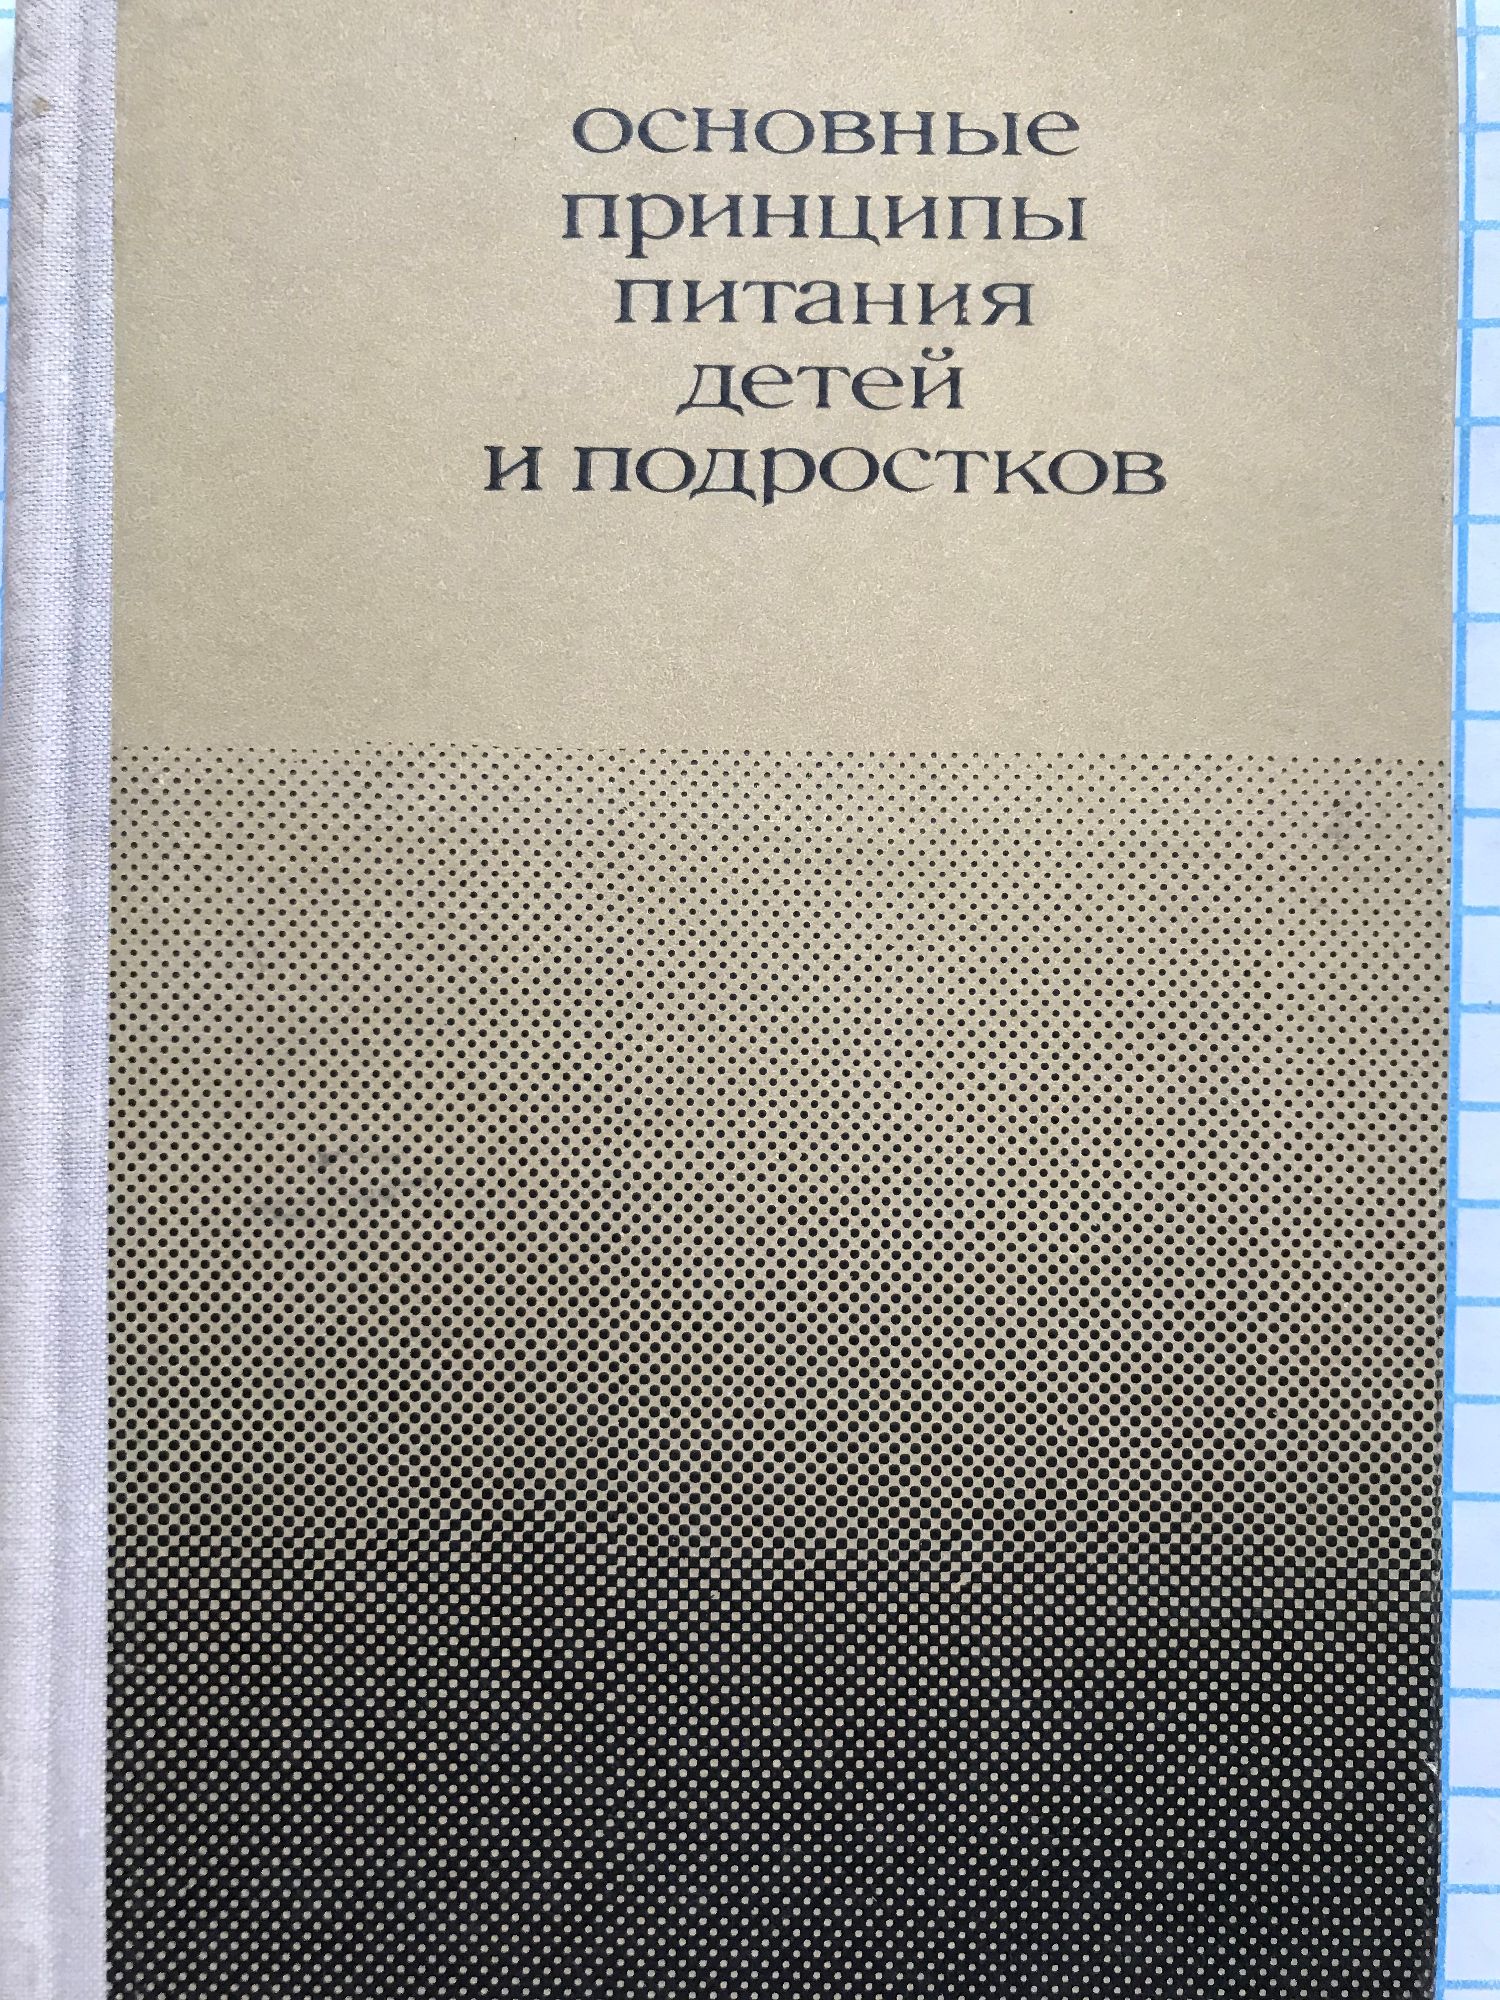 основные
принципы
питания
детей
и подростков